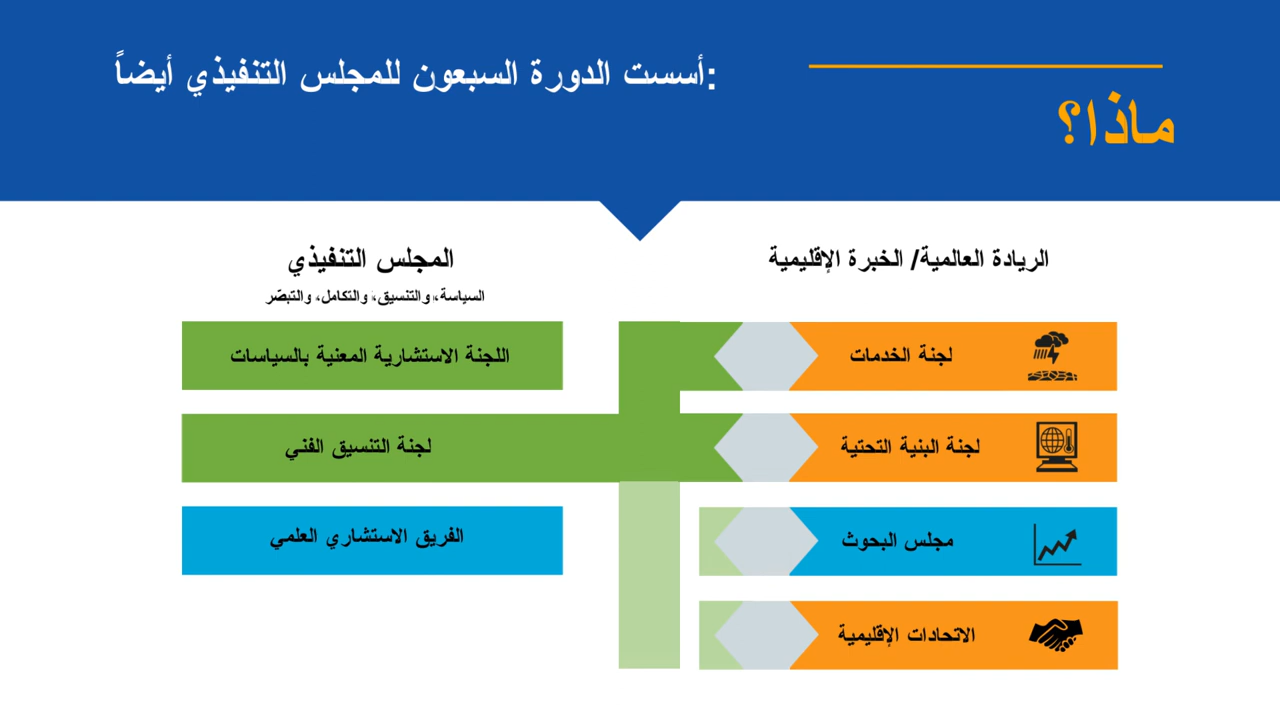 ماذا؟
أسست الدورة السبعون للمجلس التنفيذي أيضاً:
الريادة العالمية/ الخبرة الإقليمية
لجنة الخدمات
لجنة البنية التحتية
مجلس البحوث
الاتحادات الإقليمية
المجلس التنفيذي
السياسة، والتنسيق، والتكامل، والتبصّر
اللجنة الاستشارية المعنية بالسياسات
لجنة التنسيق الفني
الفريق الاستشاري العلمي